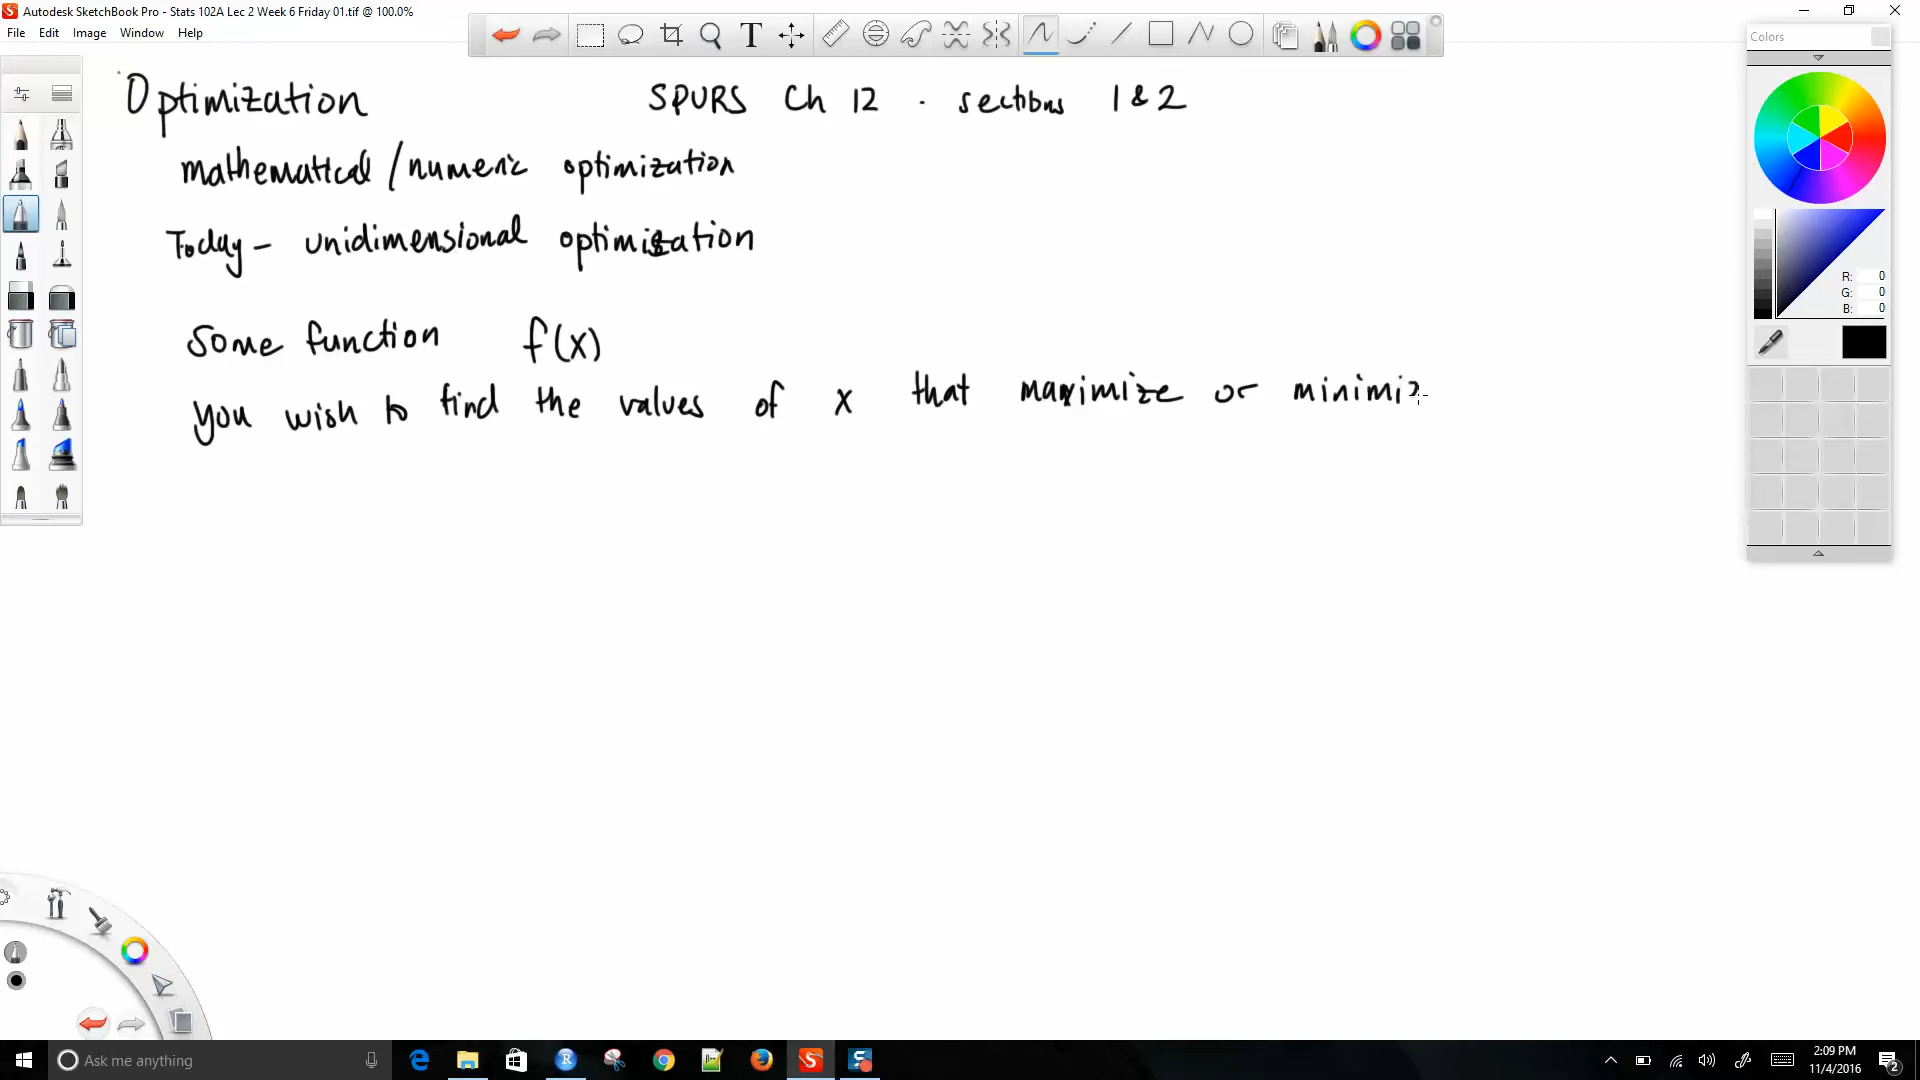 Autodesk SketchBook Pro - Stats 102A Lec 2 Week 6 Friday 01.tif @ 100.0%
File Edit Image Window Help
Colors
Optimization SPURS Ch 12 . sections 1 & 2
mathematical / numeric optimization
Today - unidimensional optimization
some function f(x)
you wish to find the values of x that maximize or minimiz
R: 0
G: 0
B: 0
Ask me anything
2:09 PM
11/4/2016
2